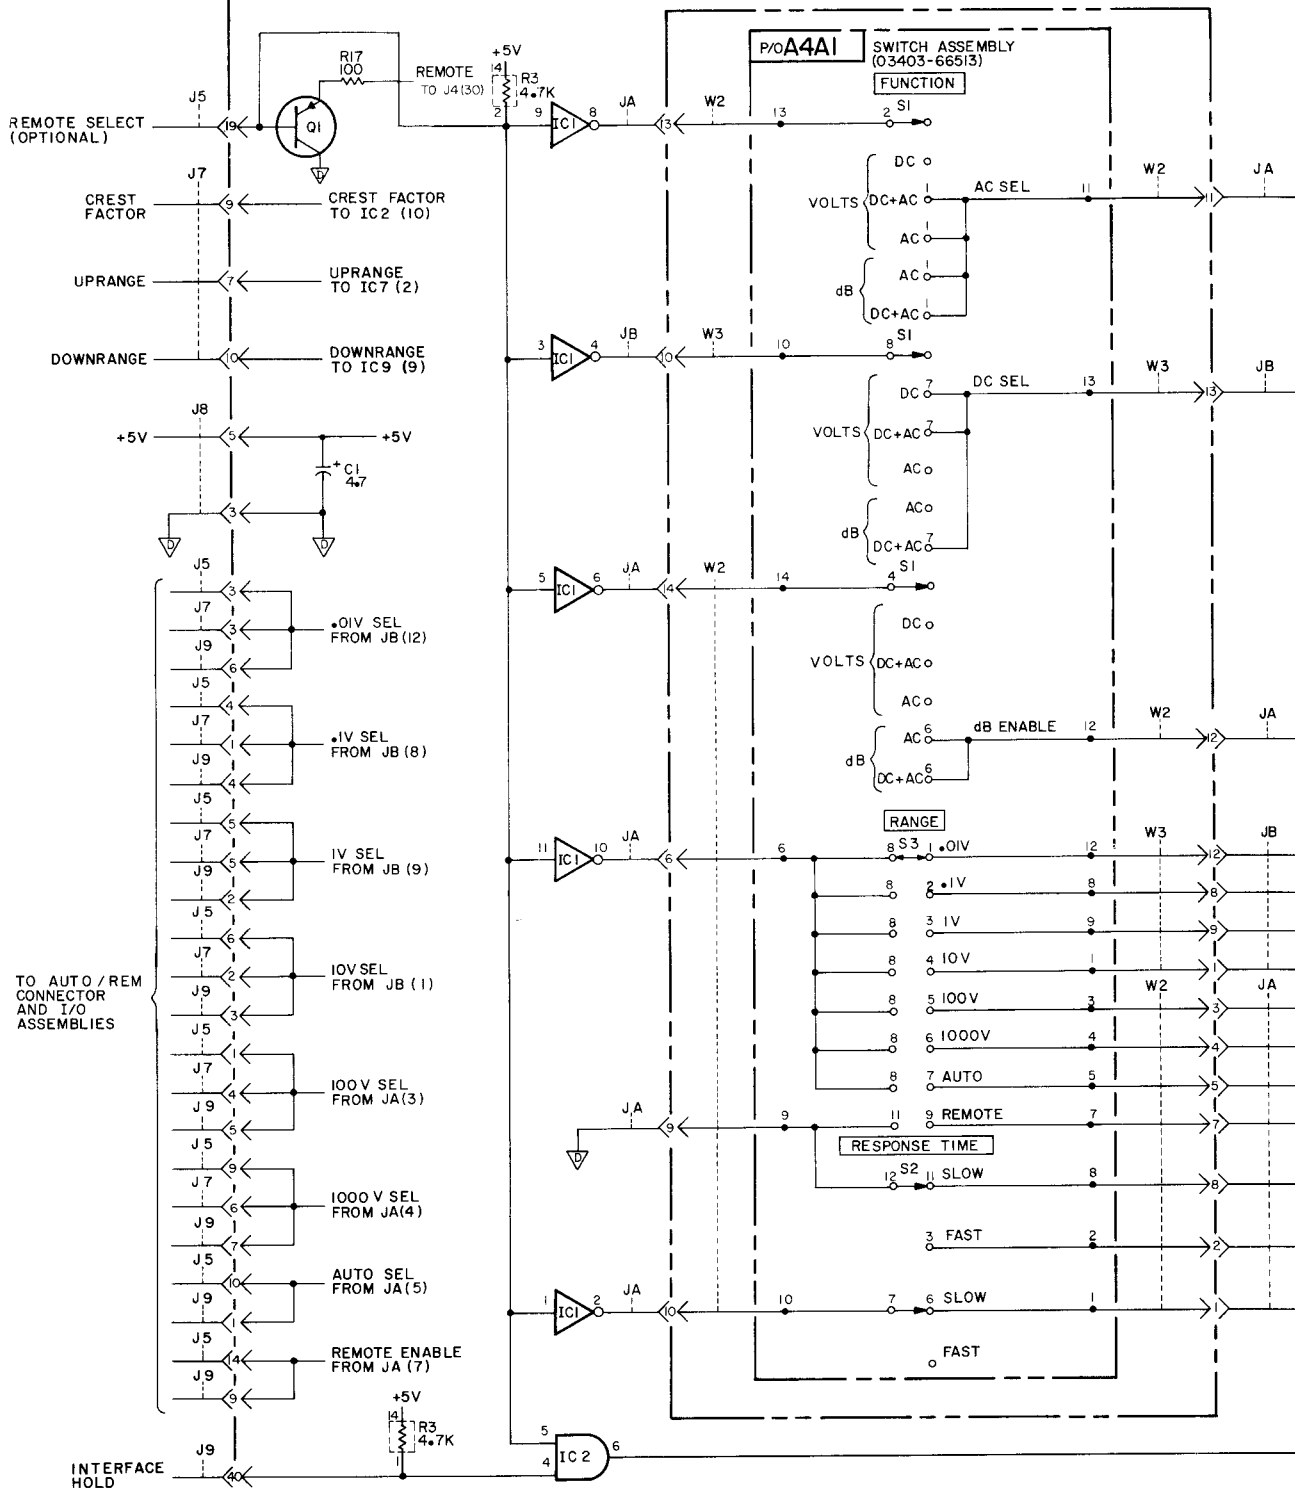 P/O A4A1
SWITCH ASSEMBLY
(03403-66513)
FUNCTION
R17
100
REMOTE
TO J4(30)
+5V
14
R3
4.7K
2
J5
REMOTE SELECT
(OPTIONAL)
19
Q1
D
9
IC1
8
JA
13
W2
13
2
S1
J7
CREST
FACTOR
9
CREST FACTOR
TO IC2 (10)
UPRANGE
7
UPRANGE
TO IC7 (2)
DOWNRANGE
10
DOWNRANGE
TO IC9 (9)
VOLTS
DC
DC+AC
1
AC
1
dB
AC
1
DC+AC
1
AC SEL
11
W2
11
JA
3
IC1
4
JB
10
W3
10
8
S1
VOLTS
DC
7
DC+AC
7
AC
dB
AC
DC+AC
7
DC SEL
13
W3
13
JB
J8
+5V
5
+5V
+
C1
4.7
3
D
D
5
IC1
6
JA
14
W2
14
4
S1
VOLTS
DC
DC+AC
AC
dB
AC
6
DC+AC
6
dB ENABLE
12
W2
12
JA
TO AUTO/REM
CONNECTOR
AND I/O
ASSEMBLIES
J5
3
J7
3
J9
6
.01V SEL
FROM JB(12)
J5
4
J7
1
J9
4
.1V SEL
FROM JB (8)
J5
5
J7
5
J9
2
1V SEL
FROM JB (9)
J5
6
J7
2
J9
3
10V SEL
FROM JB (1)
J5
1
J7
4
J9
5
100V SEL
FROM JA(3)
J5
9
J7
6
J9
7
1000V SEL
FROM JA(4)
J5
10
J9
1
AUTO SEL
FROM JA(5)
J5
14
J9
9
REMOTE ENABLE
FROM JA (7)
RANGE
11
IC1
10
JA
6
6
8
S3
1
.01V
12
W3
12
JB
8
2
.1V
8
8
8
3
1V
9
9
8
4
10V
1
1
W2
JA
8
5
100V
3
3
8
6
1000V
4
4
8
7
AUTO
5
5
D
JA
9
9
11
9
REMOTE
7
7
RESPONSE TIME
12
S2
11
SLOW
8
8
3
FAST
2
2
1
IC1
2
JA
10
10
7
6
SLOW
1
1
FAST
+5V
14
R3
4.7K
1
INTERFACE
HOLD
J9
40
5
4
IC2
6